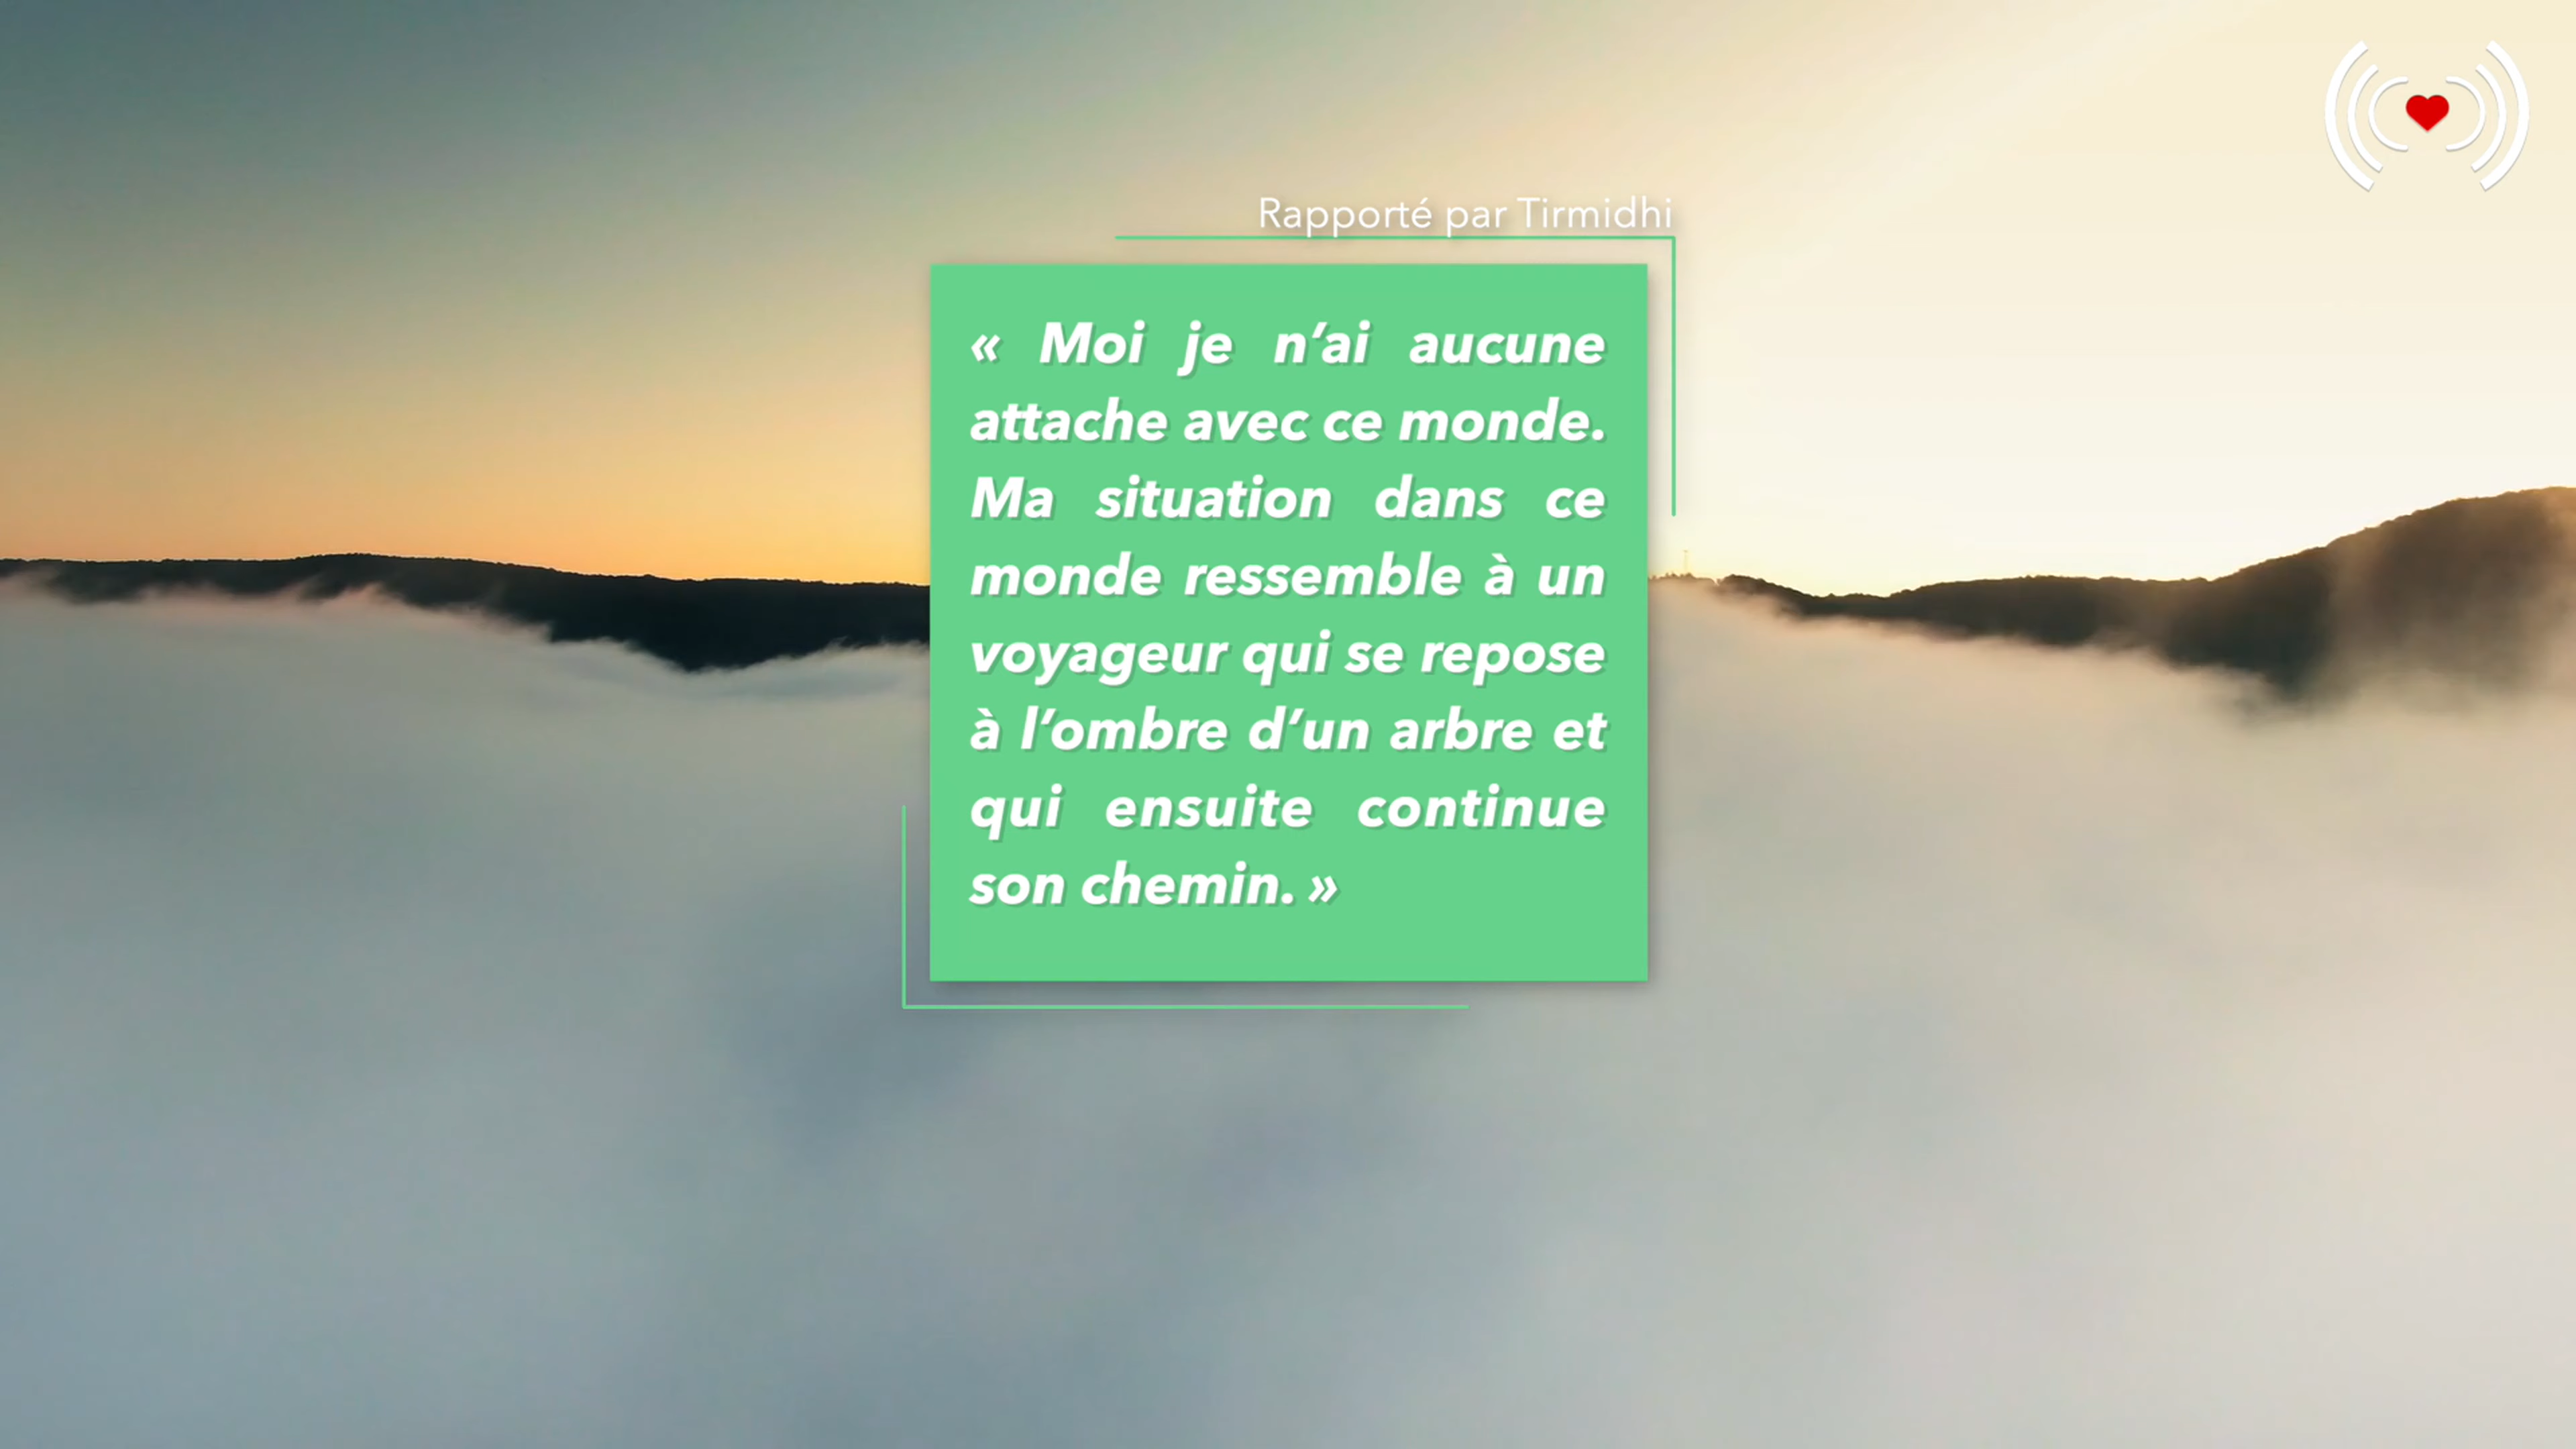 Rapporté par Tirmidhi
« Moi je n’ai aucune
attache avec ce monde.
Ma situation dans ce
monde ressemble à un
voyageur qui se repose
à l’ombre d’un arbre et
qui ensuite continue
son chemin. »